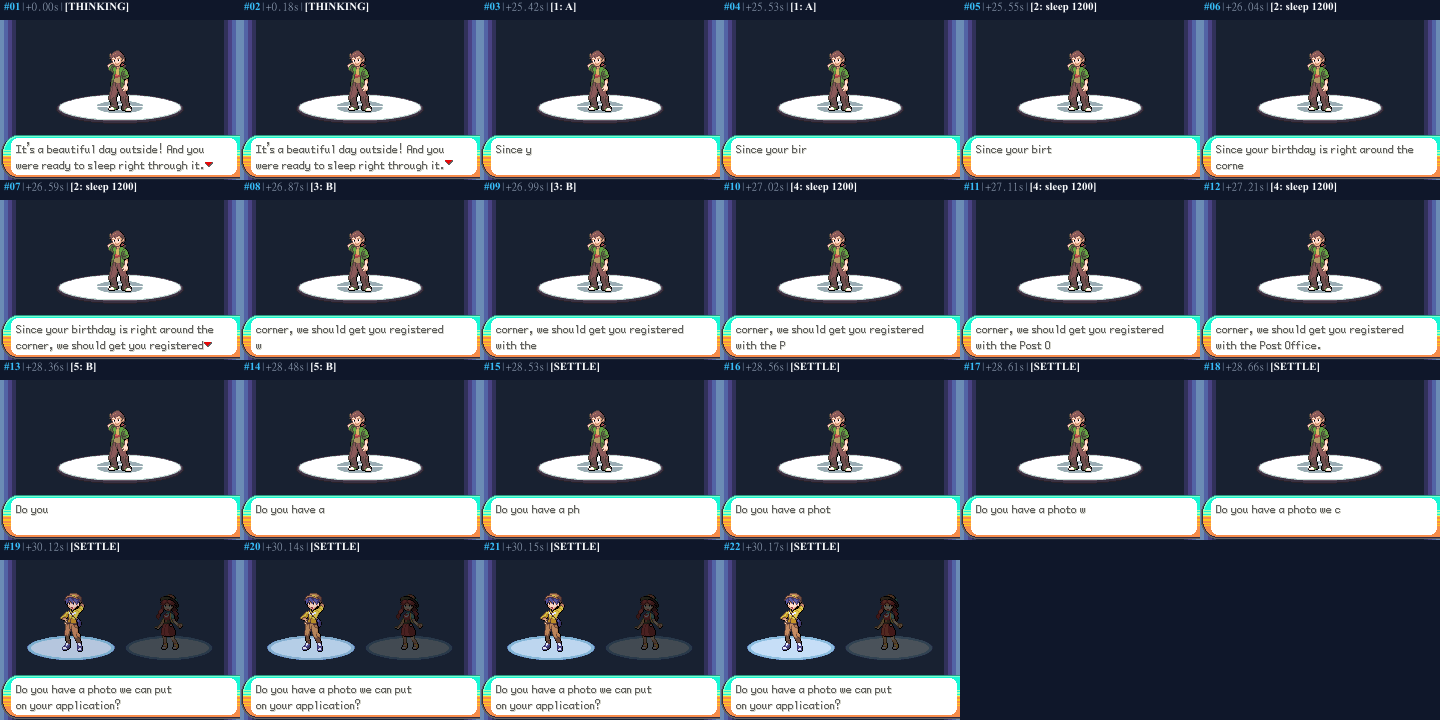 #01|+0.00s|[THINKING]
It's a beautiful day outside! And you
were ready to sleep right through it.
#02|+0.18s|[THINKING]
It's a beautiful day outside! And you
were ready to sleep right through it.
#03|+25.42s|[1: A]
Since y
#04|+25.53s|[1: A]
Since your bir
#05|+25.55s|[2: sleep 1200]
Since your birt
#06|+26.04s|[2: sleep 1200]
Since your birthday is right around the
corne
#07|+26.59s|[2: sleep 1200]
Since your birthday is right around the
corner, we should get you registered
#08|+26.87s|[3: B]
corner, we should get you registered
w
#09|+26.99s|[3: B]
corner, we should get you registered
with the
#10|+27.02s|[4: sleep 1200]
corner, we should get you registered
with the P
#11|+27.11s|[4: sleep 1200]
corner, we should get you registered
with the Post O
#12|+27.21s|[4: sleep 1200]
corner, we should get you registered
with the Post Office.
#13|+28.36s|[5: B]
Do you
#14|+28.48s|[5: B]
Do you have a
#15|+28.53s|[SETTLE]
Do you have a ph
#16|+28.56s|[SETTLE]
Do you have a phot
#17|+28.61s|[SETTLE]
Do you have a photo w
#18|+28.66s|[SETTLE]
Do you have a photo we c
#19|+30.12s|[SETTLE]
Do you have a photo we can put
on your application?
#20|+30.14s|[SETTLE]
Do you have a photo we can put
on your application?
#21|+30.15s|[SETTLE]
Do you have a photo we can put
on your application?
#22|+30.17s|[SETTLE]
Do you have a photo we can put
on your application?